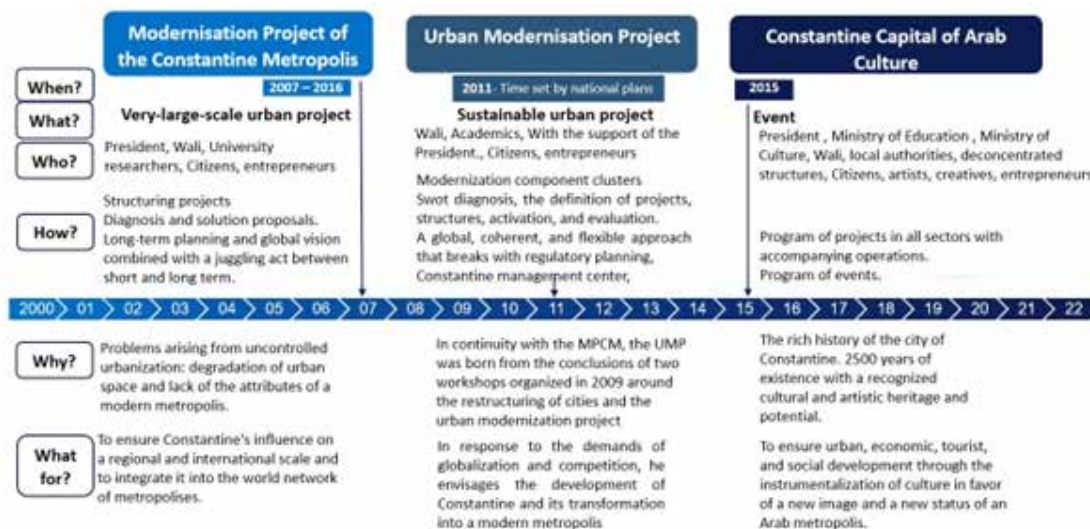 Modernisation Project of
the Constantine Metropolis
Urban Modernisation Project
Constantine Capital of Arab
Culture
When?
2007 – 2016
2011- Time set by national plans
2015
What?
Very-large-scale urban project
Sustainable urban project
Event
Who?
President, Wali, University
researchers, Citizens, entrepreneurs
Wali, Academics, With the support of the
President., Citizens, entrepreneurs
President , Ministry of Education , Ministry of
Culture, Wali, local authorities, deconcentrated
structures, Citizens, artists, creatives, entrepreneurs
How?
Structuring projects
Diagnosis and solution proposals.
Long-term planning and global vision
combined with a juggling act between
short and long term.
Modernization component clusters
Swot diagnosis, the definition of projects,
structures, activation, and evaluation.
A global, coherent, and flexible approach
that breaks with regulatory planning,
Constantine management center,
Program of projects in all sectors with
accompanying operations.
Program of events.
2000 01 02 03 04 05 06 07 08 09 10 11 12 13 14 15 16 17 18 19 20 21 22
Why?
Problems arising from uncontrolled
urbanization: degradation of urban
space and lack of the attributes of a
modern metropolis.
In continuity with the MPCM, the UMP
was born from the conclusions of two
workshops organized in 2009 around
the restructuring of cities and the
urban modernization project
The rich history of the city of
Constantine. 2500 years of
existence with a recognized
cultural and artistic heritage and
potential.
What
for?
To ensure Constantine's influence on
a regional and international scale and
to integrate it into the world network
of metropolises.
In response to the demands of
globalization and competition, he
envisages the development of
Constantine and its transformation
into a modern metropolis
To ensure urban, economic, tourist,
and social development through the
instrumentalization of culture in favor
of a new image and a new status of an
Arab metropolis.